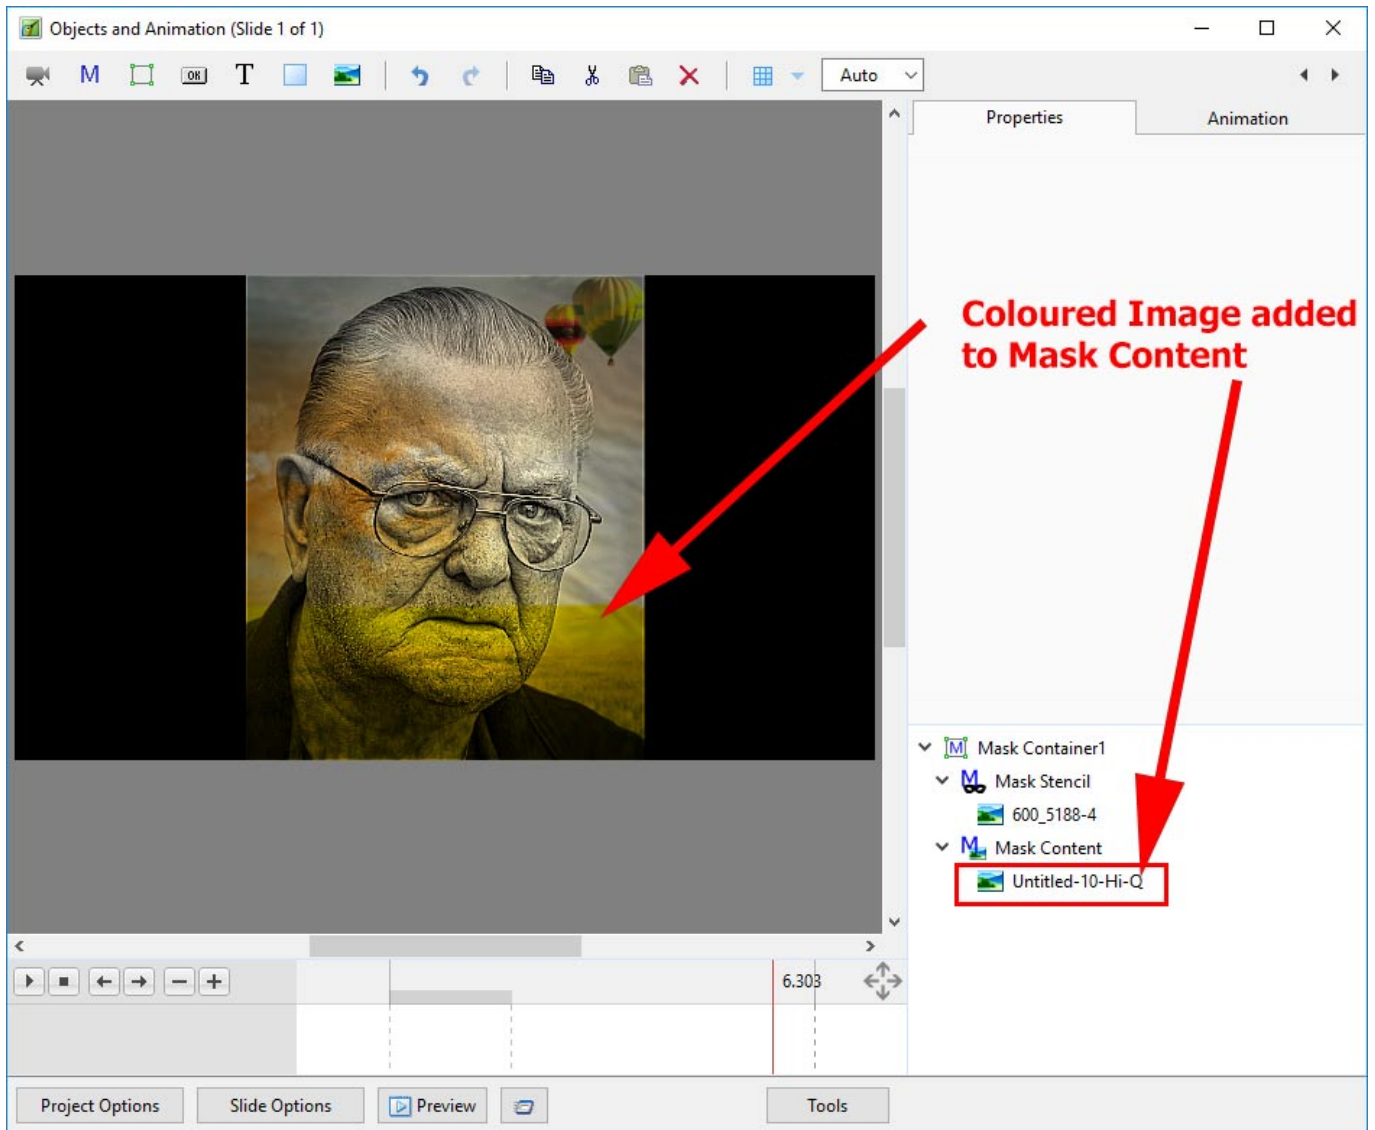 Objects and Animation (Slide 1 of 1)
M OK T Auto
Properties Animation
Coloured Image added
to Mask Content
M Mask Container1
M Mask Stencil
600_5188-4
M Mask Content
Untitled-10-Hi-Q
6.303
Project Options Slide Options Preview Tools